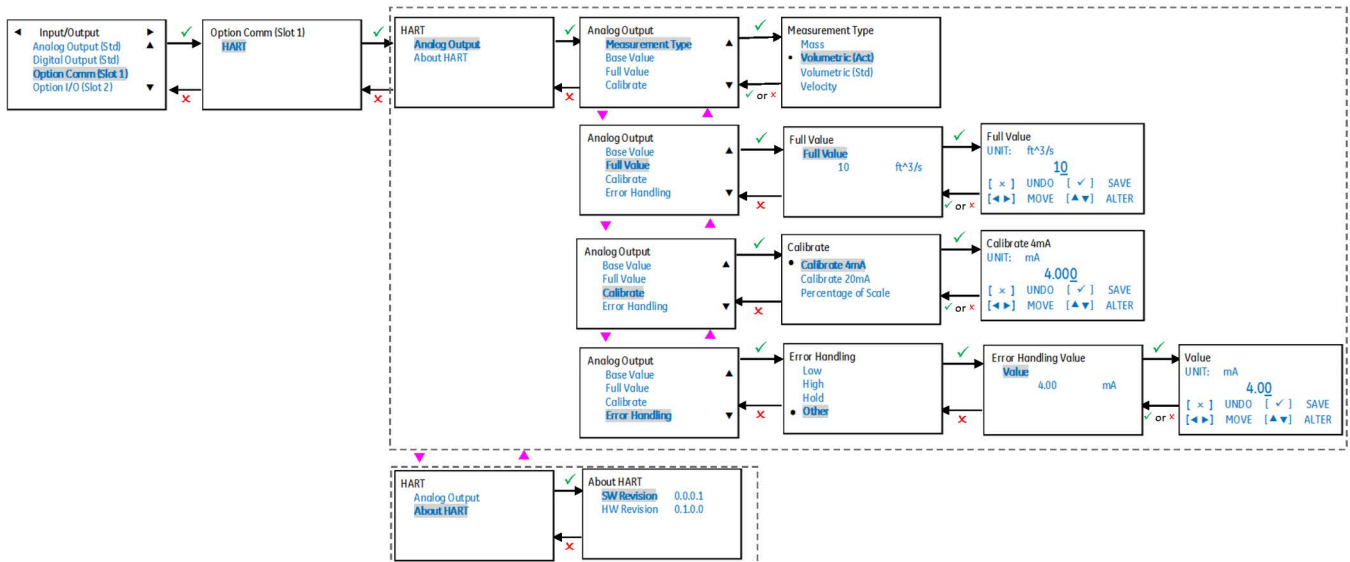 Input/Output
Analog Output (Std)
Digital Output (Std)
Option Comm (Slot 1)
Option I/O (Slot 2)
Option Comm (Slot 1)
HART
HART
Analog Output
About HART
Analog Output
Measurement Type
Base Value
Full Value
Calibrate
✓ or ×
Measurement Type
Mass
• Volumetric (Act)
Volumetric (Std)
Velocity
Analog Output
Base Value
Full Value
Calibrate
Error Handling
Full Value
Full Value
10 ft^3/s
✓ or ×
Full Value
UNIT: ft^3/s
10
[ × ] UNDO [ ✓ ] SAVE
[◄ ►] MOVE [▲▼] ALTER
Analog Output
Base Value
Full Value
Calibrate
Error Handling
Calibrate
• Calibrate 4mA
Calibrate 20mA
Percentage of Scale
✓ or ×
Calibrate 4mA
UNIT: mA
4.000
[ × ] UNDO [ ✓ ] SAVE
[◄ ►] MOVE [▲▼] ALTER
Analog Output
Base Value
Full Value
Calibrate
Error Handling
Error Handling
Low
High
Hold
• Other
Error Handling Value
Value
4.00 mA
✓ or ×
Value
UNIT: mA
4.00
[ × ] UNDO [ ✓ ] SAVE
[◄ ►] MOVE [▲▼] ALTER
HART
Analog Output
About HART
About HART
SW Revision 0.0.0.1
HW Revision 0.1.0.0